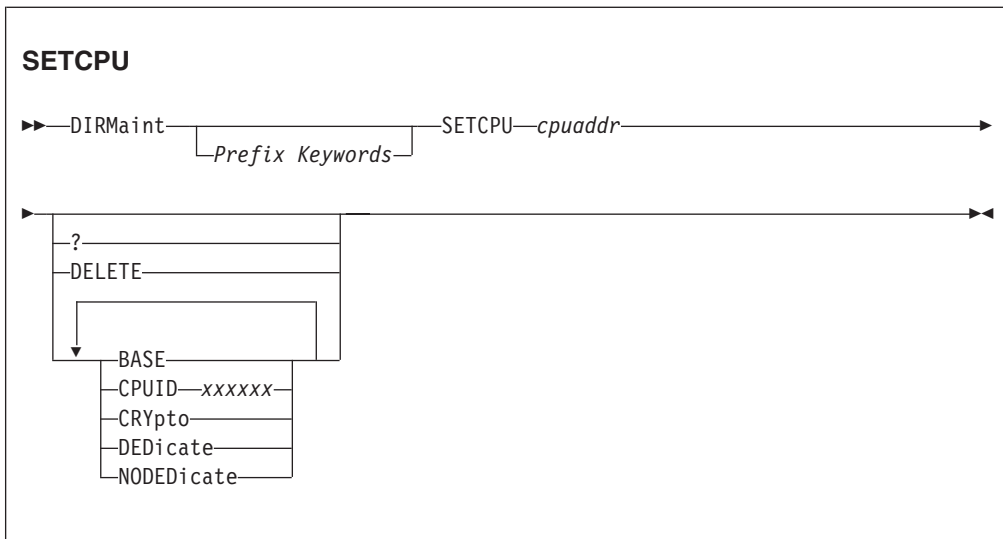 SETCPU
DIRMaint SETCPU cpuaddr
Prefix Keywords
?
DELETE
BASE
CPUID xxxxxx
CRYpto
DEDicate
NODEDicate